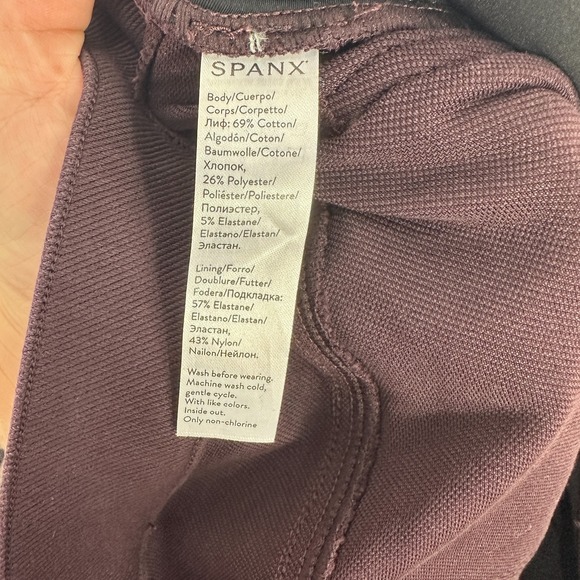 SPANX®
Body/Cuerpo/
Corps/Corpetto/
Лиф: 69% Cotton/
Algodón/Coton/
Baumwolle/Cotone/
Хлопок,
26% Polyester/
Poliéster/Poliestere/
Полиэстер,
5% Elastane/
Elastano/Elastan/
Эластан.
Lining/Forro/
Doublure/Futter/
Fodera/Подкладка:
57% Elastane/
Elastano/Elastan/
Эластан,
43% Nylon/
Nailon/Нейлон.
Wash before wearing.
Machine wash cold,
gentle cycle.
With like colors.
Inside out.
Only non-chlorine